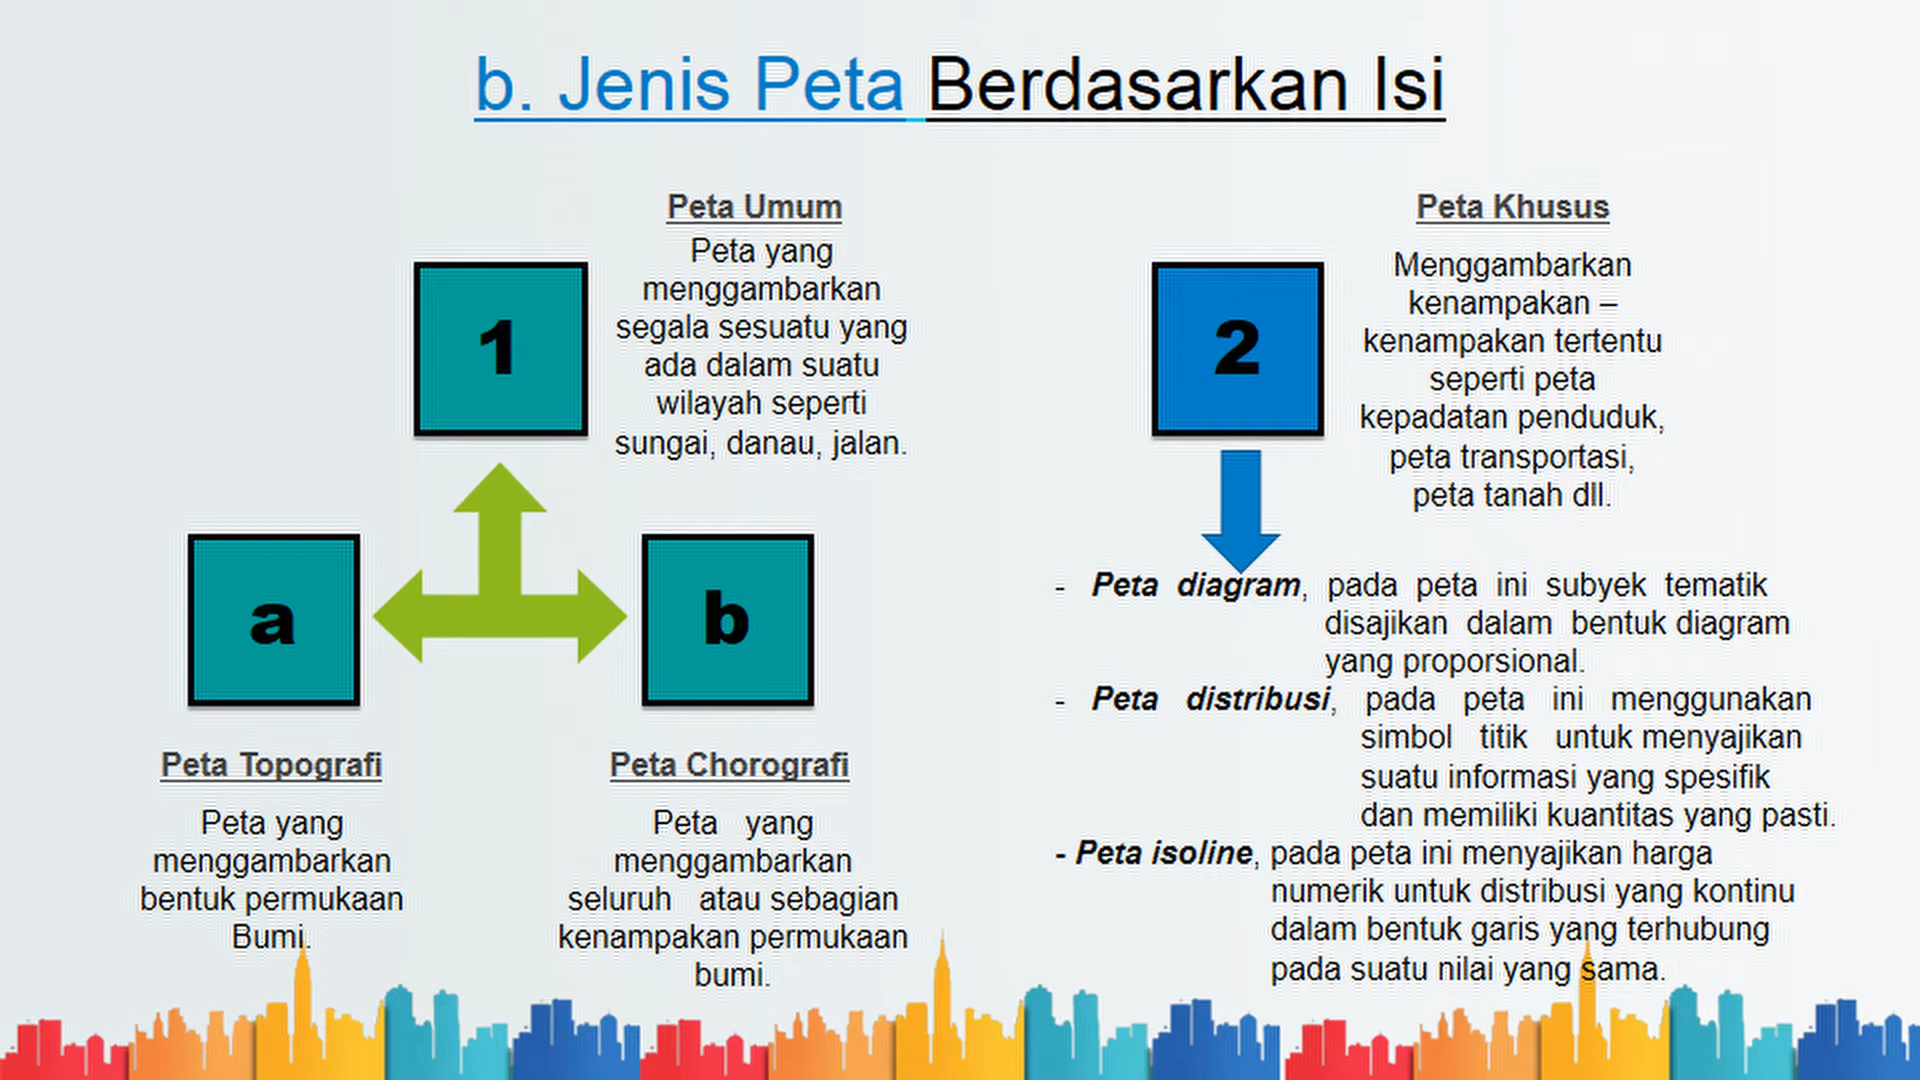 b. Jenis Peta Berdasarkan Isi
Peta Umum
Peta yang
menggambarkan
segala sesuatu yang
ada dalam suatu
wilayah seperti
sungai, danau, jalan.
1
a
b
Peta Topografi
Peta yang
menggambarkan
bentuk permukaan
Bumi.
Peta Chorografi
Peta yang
menggambarkan
seluruh atau sebagian
kenampakan permukaan
bumi.
Peta Khusus
2
Menggambarkan
kenampakan –
kenampakan tertentu
seperti peta
kepadatan penduduk,
peta transportasi,
peta tanah dll.
- Peta diagram, pada peta ini subyek tematik
disajikan dalam bentuk diagram
yang proporsional.
- Peta distribusi, pada peta ini menggunakan
simbol titik untuk menyajikan
suatu informasi yang spesifik
dan memiliki kuantitas yang pasti.
- Peta isoline, pada peta ini menyajikan harga
numerik untuk distribusi yang kontinu
dalam bentuk garis yang terhubung
pada suatu nilai yang sama.